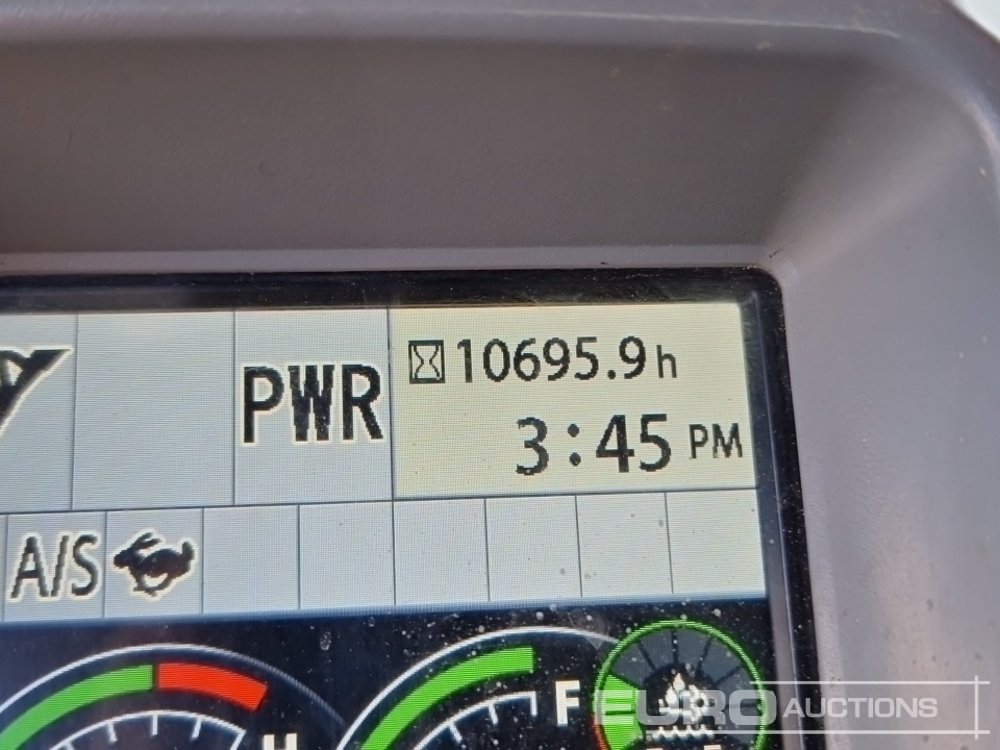 PWR
10695.9 h
3:45 PM
A/S
H
F
EURO AUCTIONS